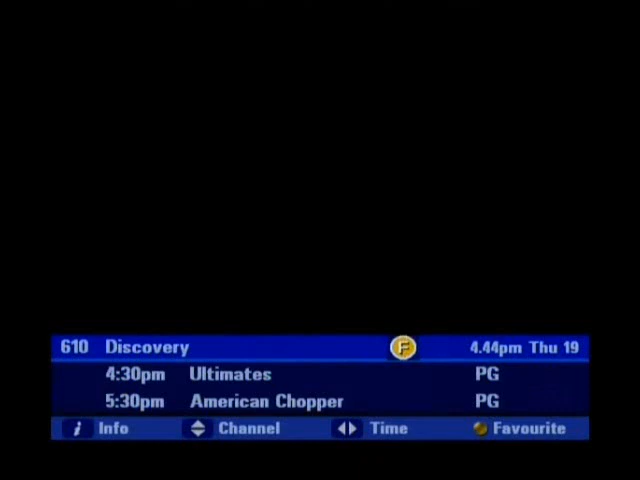 610 Discovery F 4.44pm Thu 19
4:30pm Ultimates PG
5:30pm American Chopper PG
i Info Channel Time Favourite